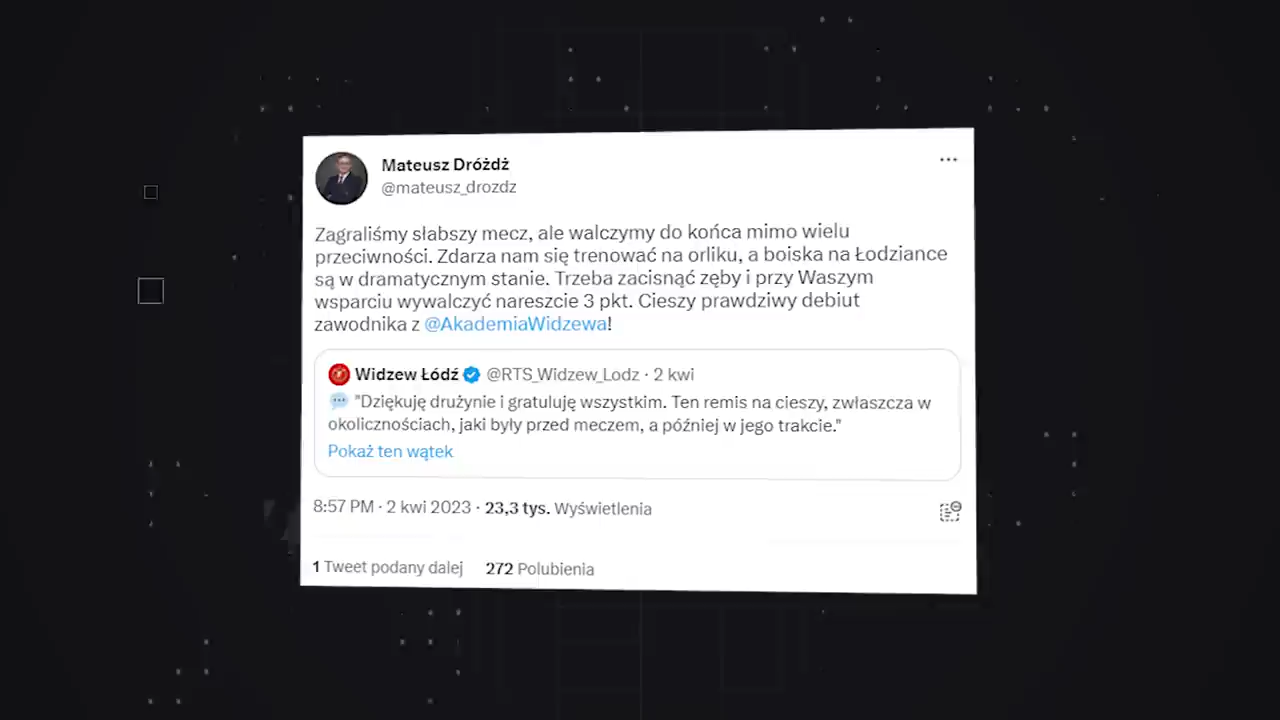 Mateusz Dróżdż
@mateusz_drozdz
Zagraliśmy słabszy mecz, ale walczymy do końca mimo wielu
przeciwności. Zdarza nam się trenować na orliku, a boiska na Łodziance
są w dramatycznym stanie. Trzeba zacisnąć zęby i przy Waszym
wsparciu wywalczyć nareszcie 3 pkt. Cieszy prawdziwy debiut
zawodnika z @AkademiaWidzewa!
Widzew Łódź @RTS_Widzew_Lodz · 2 kwi
"Dziękuję drużynie i gratuluję wszystkim. Ten remis na cieszy, zwłaszcza w
okolicznościach, jaki były przed meczem, a później w jego trakcie."
Pokaż ten wątek
8:57 PM · 2 kwi 2023 · 23,3 tys. Wyświetlenia
1 Tweet podany dalej 272 Polubienia